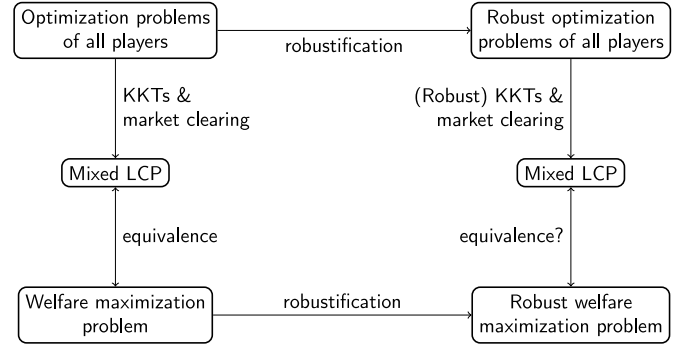 Optimization problems
of all players
robustification
Robust optimization
problems of all players
KKTs &
market clearing
(Robust) KKTs &
market clearing
Mixed LCP
Mixed LCP
equivalence
equivalence?
Welfare maximization
problem
robustification
Robust welfare
maximization problem